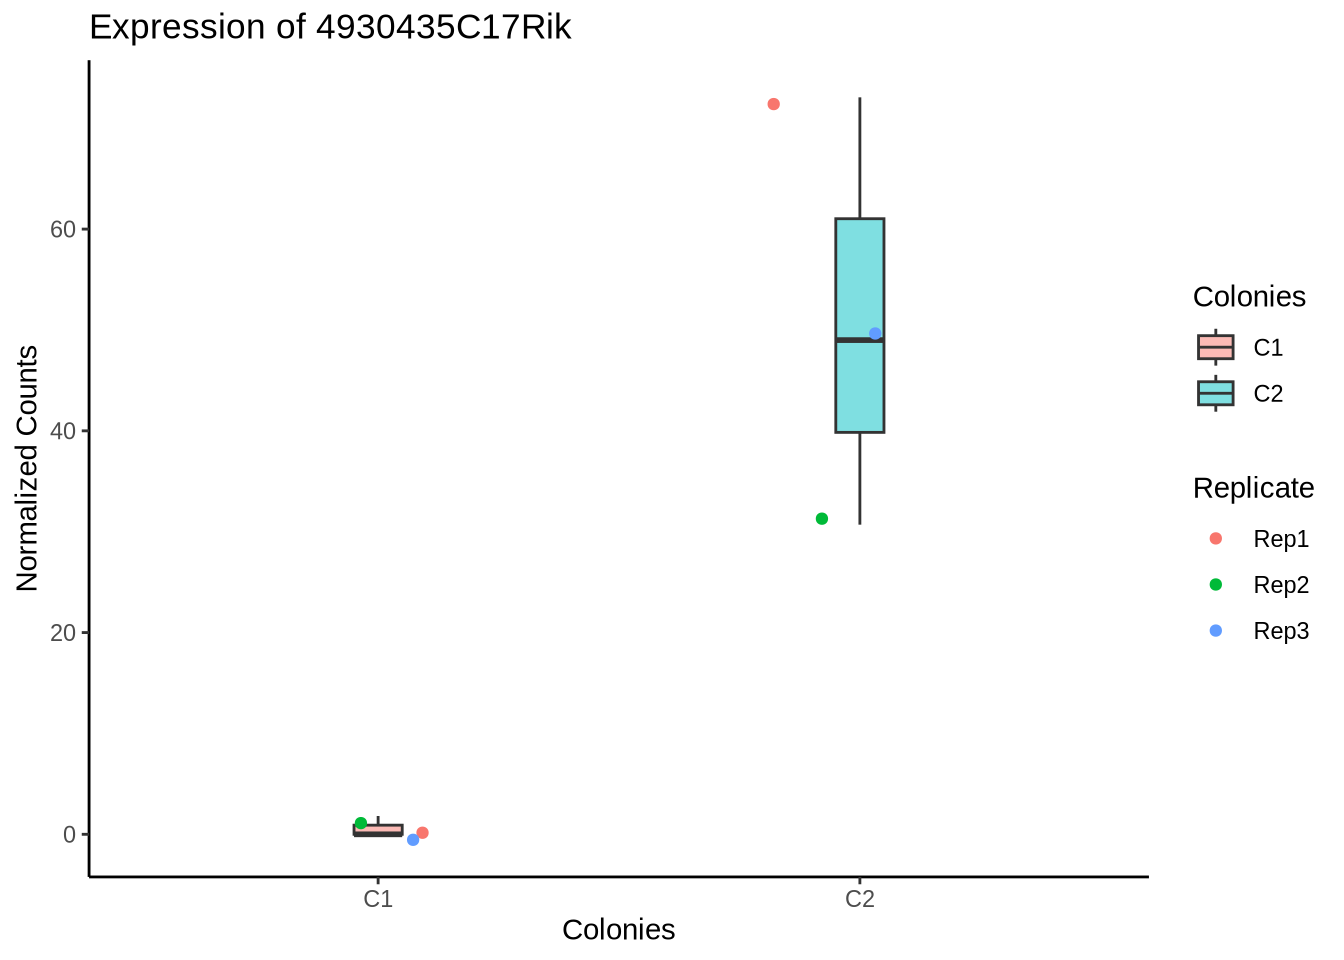 Expression of 4930435C17Rik
Normalized Counts
60
40
20
0
C1
C2
Colonies
Colonies
C1
C2
Replicate
Rep1
Rep2
Rep3